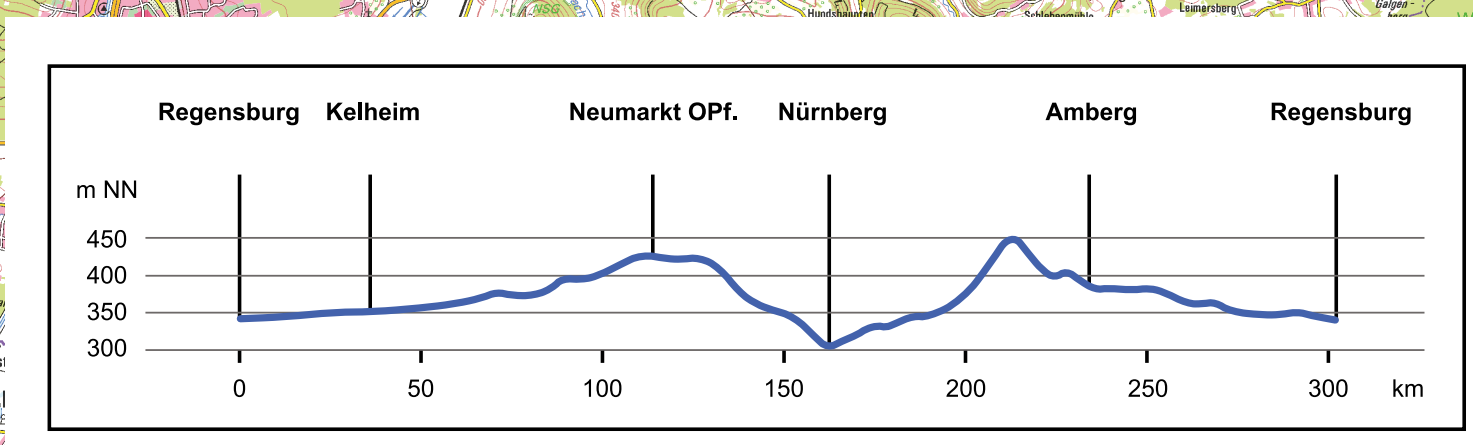 NSG
Hundshaupten
Schlehenmühle
Leimersberg
Galgen-
Regensburg Kelheim Neumarkt OPf. Nürnberg Amberg Regensburg
m NN
450
400
350
300
0 50 100 150 200 250 300 km